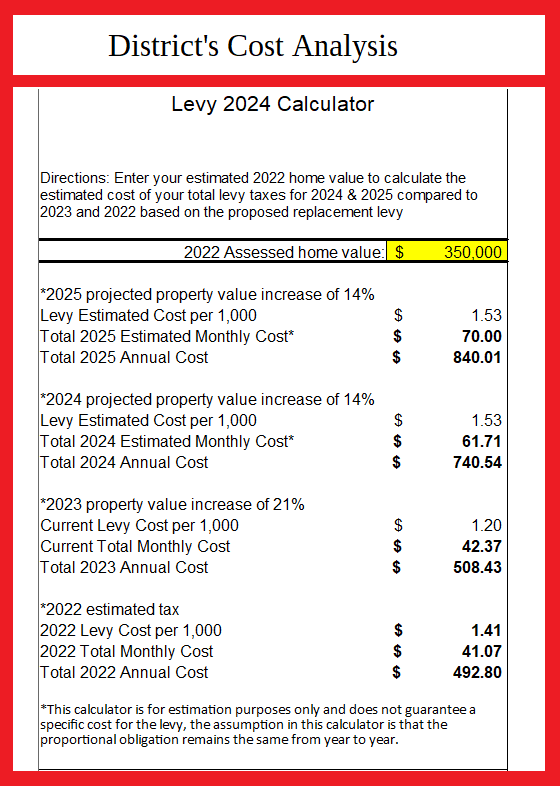 District's Cost Analysis
Levy 2024 Calculator
Directions: Enter your estimated 2022 home value to calculate the
estimated cost of your total levy taxes for 2024 & 2025 compared to
2023 and 2022 based on the proposed replacement levy
2022 Assessed home value: $ 350,000
*2025 projected property value increase of 14%
Levy Estimated Cost per 1,000 $ 1.53
Total 2025 Estimated Monthly Cost* $ 70.00
Total 2025 Annual Cost $ 840.01
*2024 projected property value increase of 14%
Levy Estimated Cost per 1,000 $ 1.53
Total 2024 Estimated Monthly Cost* $ 61.71
Total 2024 Annual Cost $ 740.54
*2023 property value increase of 21%
Current Levy Cost per 1,000 $ 1.20
Current Total Monthly Cost $ 42.37
Total 2023 Annual Cost $ 508.43
*2022 estimated tax
2022 Levy Cost per 1,000 $ 1.41
2022 Total Monthly Cost $ 41.07
Total 2022 Annual Cost $ 492.80
*This calculator is for estimation purposes only and does not guarantee a
specific cost for the levy, the assumption in this calculator is that the
proportional obligation remains the same from year to year.